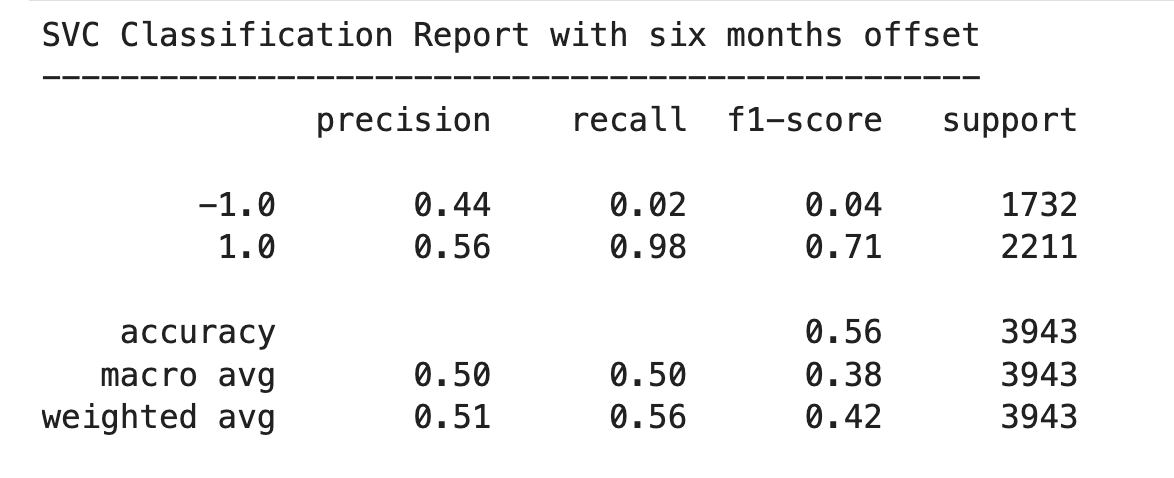 SVC Classification Report with six months offset
------------------------------------------------
precision recall f1-score support
-1.0 0.44 0.02 0.04 1732
1.0 0.56 0.98 0.71 2211
accuracy 0.56 3943
macro avg 0.50 0.50 0.38 3943
weighted avg 0.51 0.56 0.42 3943